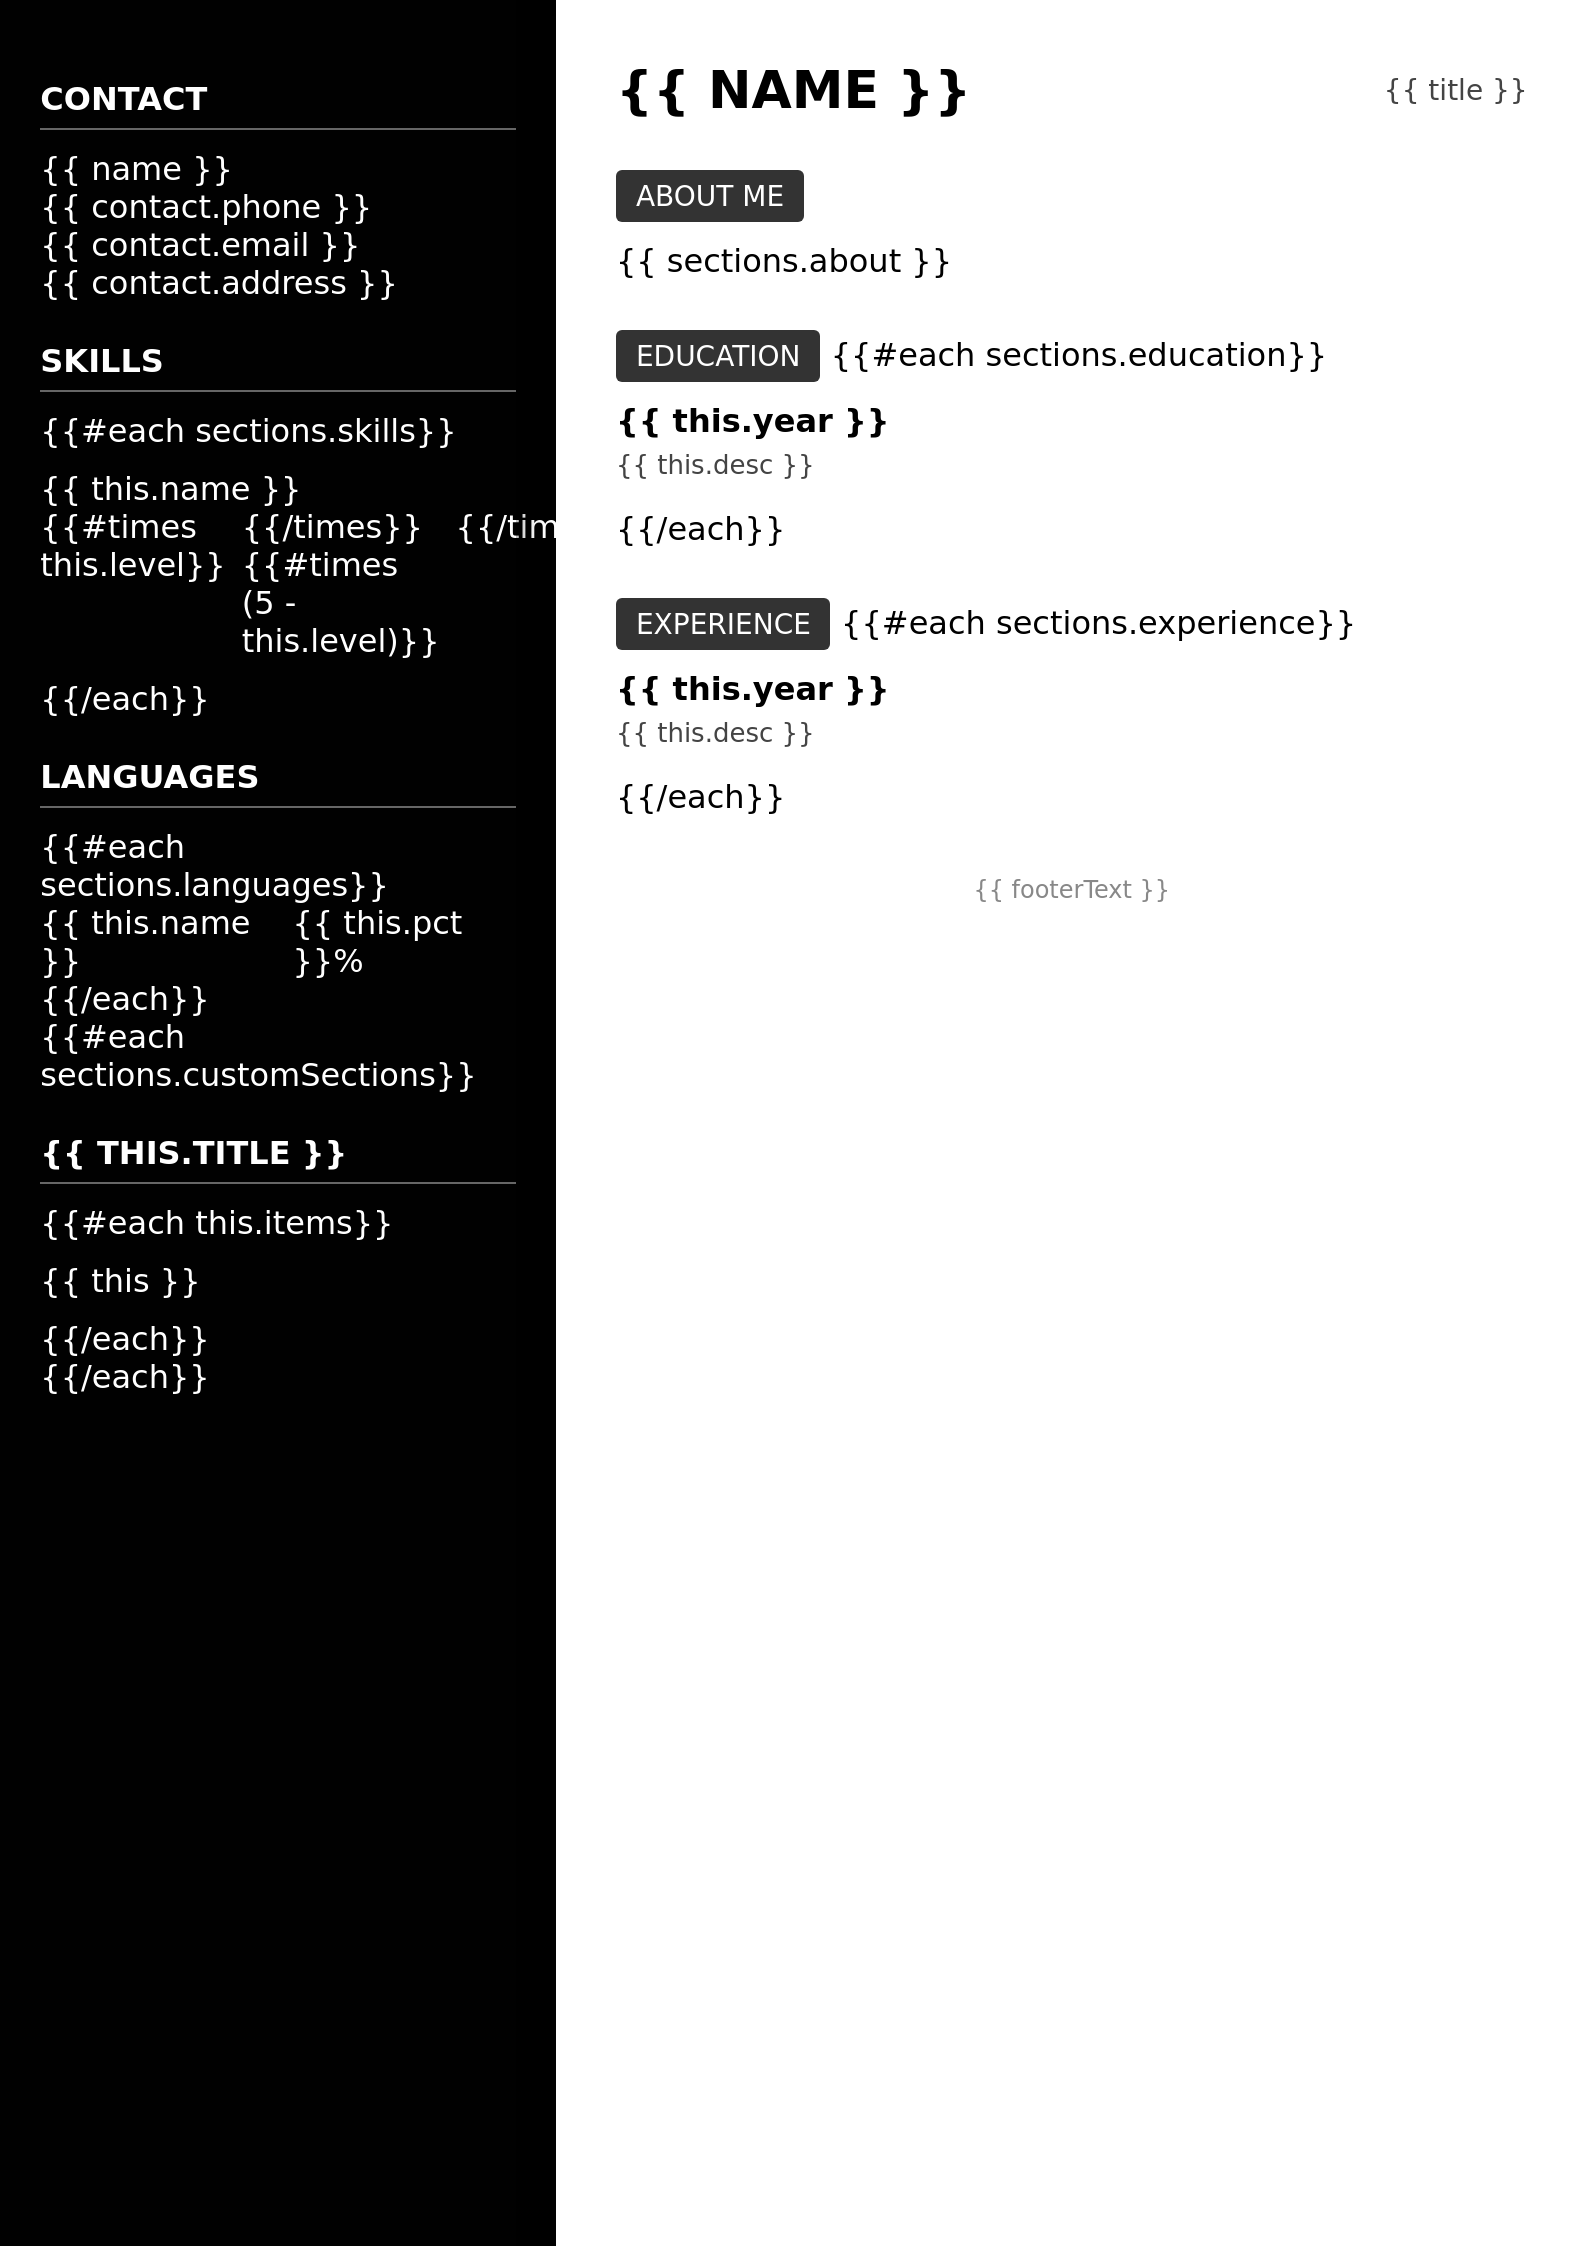 CONTACT
{{ name }}
{{ contact.phone }}
{{ contact.email }}
{{ contact.address }}
SKILLS
{{#each sections.skills}}
{{ this.name }}
{{#times
this.level}}
{{/times}}
{{#times
(5 -
this.level)}}
{{/tim
{{/each}}
LANGUAGES
{{#each
sections.languages}}
{{ this.name
}}
{{ this.pct
}}%
{{/each}}
{{#each
sections.customSections}}
{{ THIS.TITLE }}
{{#each this.items}}
{{ this }}
{{/each}}
{{/each}}
{{ NAME }}
{{ title }}
ABOUT ME
{{ sections.about }}
EDUCATION {{#each sections.education}}
{{ this.year }}
{{ this.desc }}
{{/each}}
EXPERIENCE {{#each sections.experience}}
{{ this.year }}
{{ this.desc }}
{{/each}}
{{ footerText }}